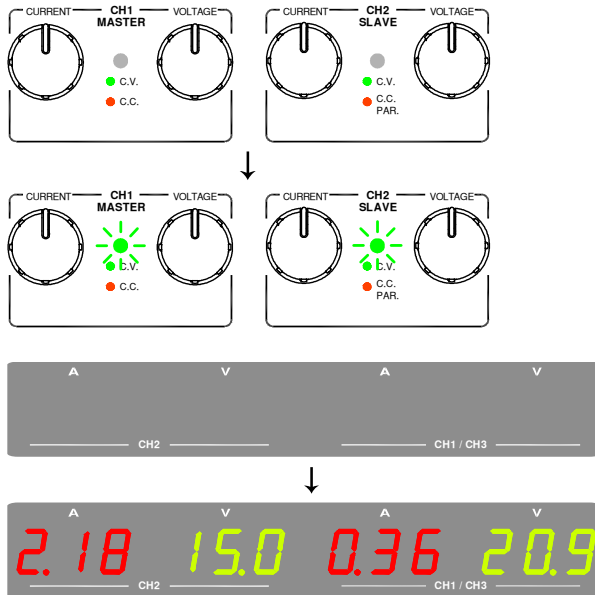 CURRENT CH1 VOLTAGE
MASTER
C.V.
C.C.
CURRENT CH2 VOLTAGE
SLAVE
C.V.
C.C.
PAR.
CURRENT CH1 VOLTAGE
MASTER
C.V.
C.C.
CURRENT CH2 VOLTAGE
SLAVE
C.V.
C.C.
PAR.
A V A V
CH2 CH1 / CH3
A V A V
2.18 15.0 0.36 20.9
CH2 CH1 / CH3